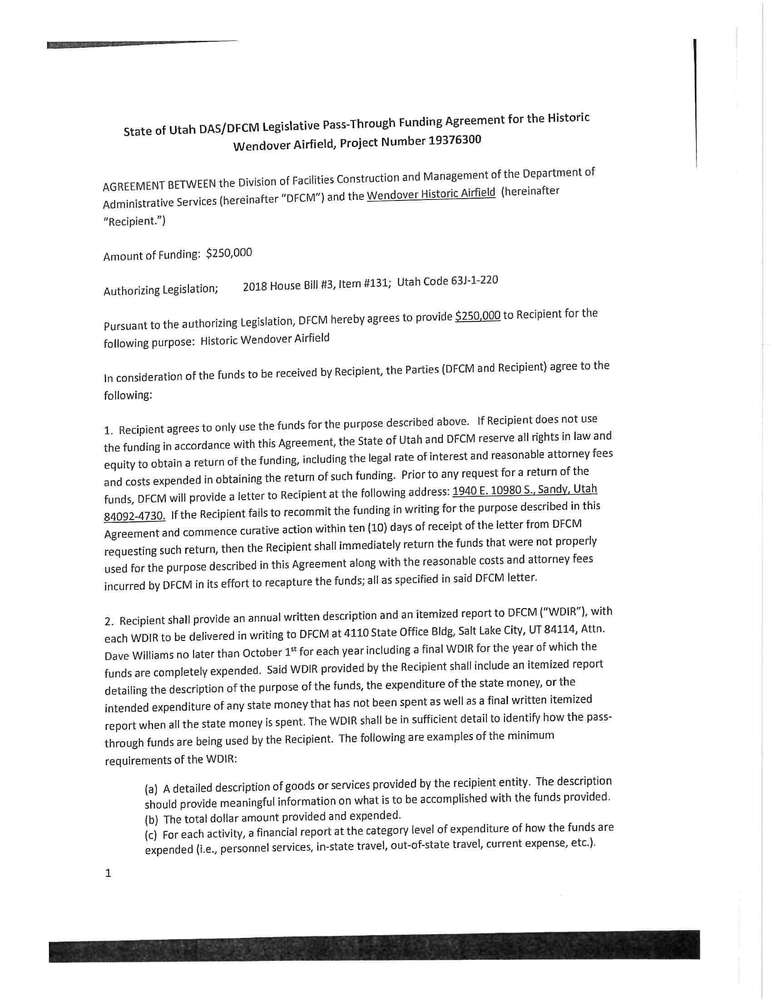 State of Utah DAS/DFCM Legislative Pass-Through Funding Agreement for the Historic
Wendover Airfield, Project Number 19376300
AGREEMENT BETWEEN the Division of Facilities Construction and Management of the Department of
Administrative Services (hereinafter “DFCM”) and the Wendover Historic Airfield (hereinafter
“Recipient.”)
Amount of Funding: $250,000
Authorizing Legislation; 2018 House Bill #3, Item #131; Utah Code 63J-1-220
Pursuant to the authorizing Legislation, DFCM hereby agrees to provide $250,000 to Recipient for the
following purpose: Historic Wendover Airfield
In consideration of the funds to be received by Recipient, the Parties (DFCM and Recipient) agree to the
following:
1. Recipient agrees to only use the funds for the purpose described above. If Recipient does not use
the funding in accordance with this Agreement, the State of Utah and DFCM reserve all rights in law and
equity to obtain a return of the funding, including the legal rate of interest and reasonable attorney fees
and costs expended in obtaining the return of such funding. Prior to any request for a return of the
funds, DFCM will provide a letter to Recipient at the following address: 1940 E. 10980 S., Sandy, Utah
84092-4730. If the Recipient fails to recommit the funding in writing for the purpose described in this
Agreement and commence curative action within ten (10) days of receipt of the letter from DFCM
requesting such return, then the Recipient shall immediately return the funds that were not properly
used for the purpose described in this Agreement along with the reasonable costs and attorney fees
incurred by DFCM in its effort to recapture the funds; all as specified in said DFCM letter.
2. Recipient shall provide an annual written description and an itemized report to DFCM (“WDIR”), with
each WDIR to be delivered in writing to DFCM at 4110 State Office Bldg, Salt Lake City, UT 84114, Attn.
Dave Williams no later than October 1st for each year including a final WDIR for the year of which the
funds are completely expended. Said WDIR provided by the Recipient shall include an itemized report
detailing the description of the purpose of the funds, the expenditure of the state money, or the
intended expenditure of any state money that has not been spent as well as a final written itemized
report when all the state money is spent. The WDIR shall be in sufficient detail to identify how the pass-
through funds are being used by the Recipient. The following are examples of the minimum
requirements of the WDIR:
(a) A detailed description of goods or services provided by the recipient entity. The description
should provide meaningful information on what is to be accomplished with the funds provided.
(b) The total dollar amount provided and expended.
(c) For each activity, a financial report at the category level of expenditure of how the funds are
expended (i.e., personnel services, in-state travel, out-of-state travel, current expense, etc.).
1